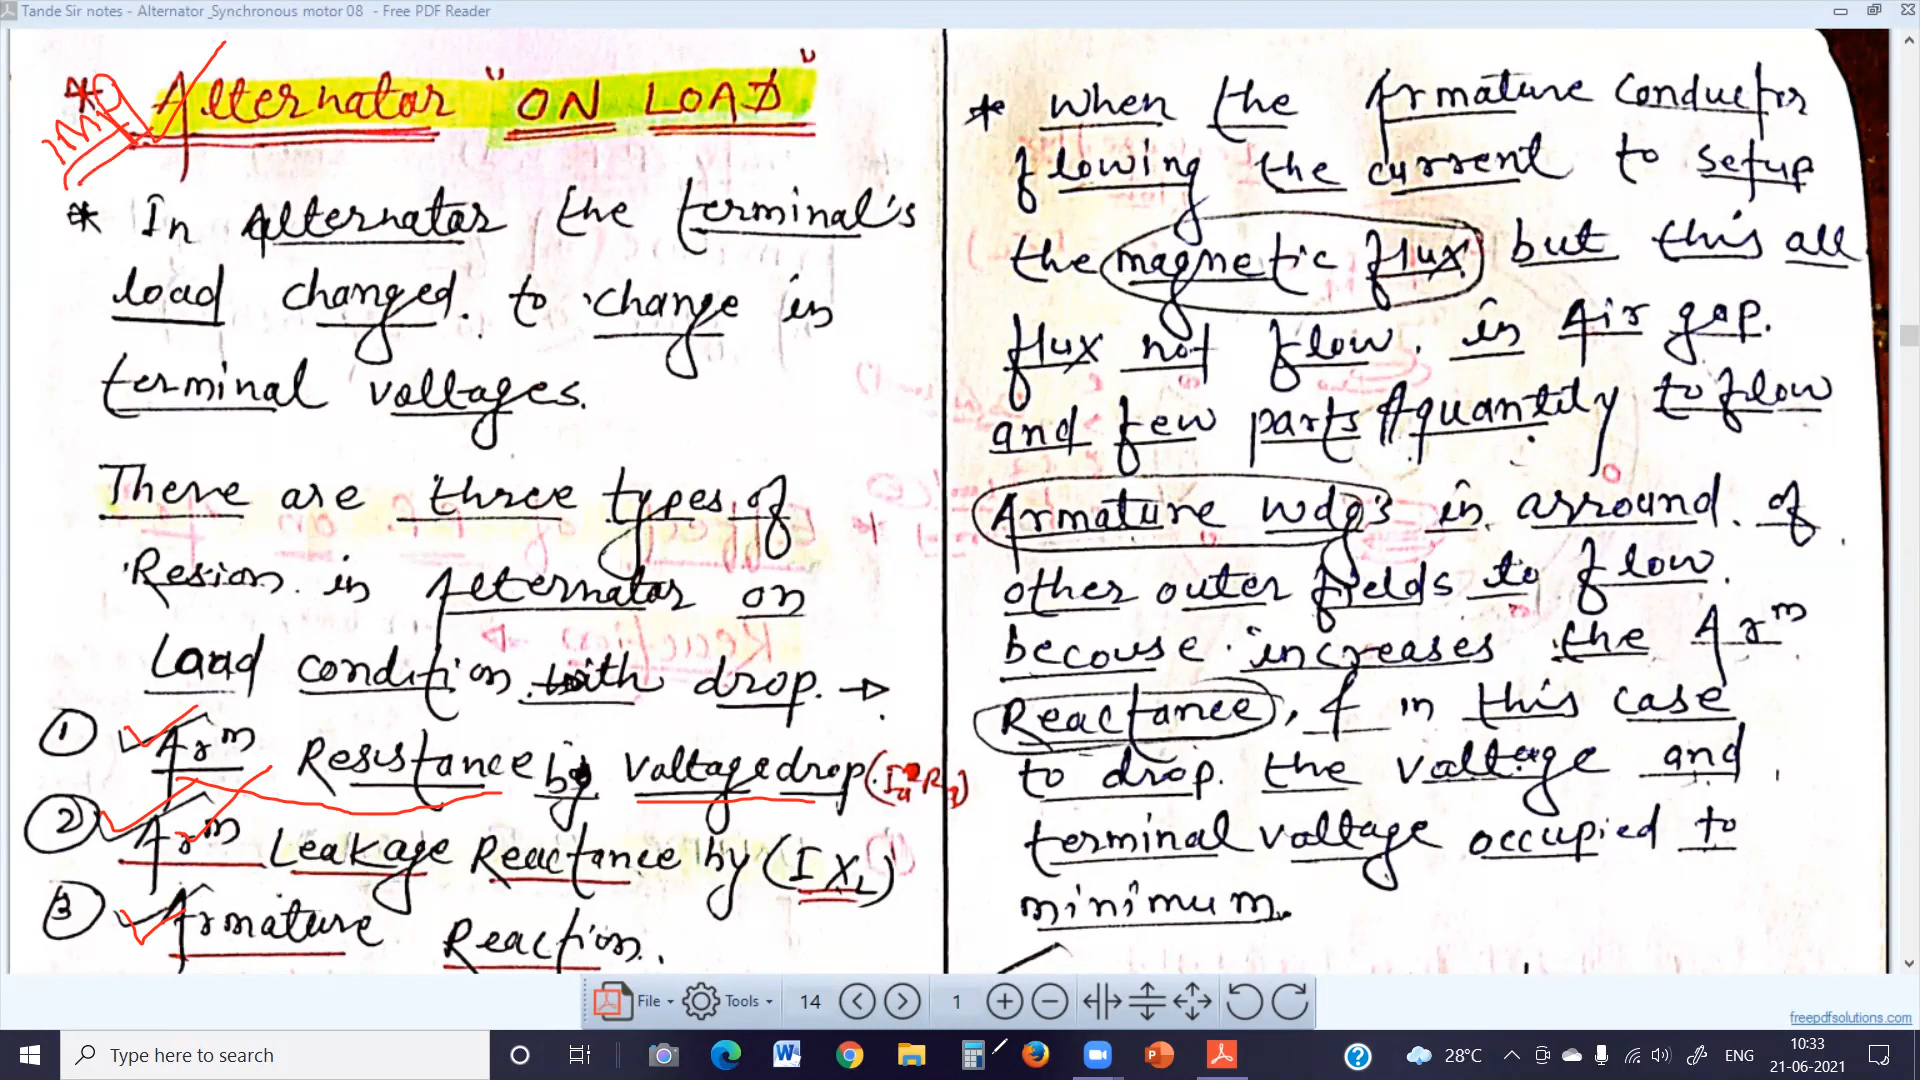 Tande Sir notes - Alternator _Synchronous motor 08 - Free PDF Reader
* Alternator "ON LOAD"
Imp
* In Alternator the terminal's
load changed. to change in
terminal voltages.
There are three types of
Resion in Alternator on
Load condition with drop.
① Arm Resistance by voltage drop
② Arm Leakage Reactance by (I XL)
③ Armature Reaction.
* when the Armature Conductor
flowing the current to setup
the magnetic flux but this all
flux not flow. in Air gap.
and few parts quantity to flow
Armature wdg's in arround of
other outer fields to flow.
becouse increases the Arm
Reactance, & in this case
to drop. the voltage and
terminal voltage occupied to
minimum.
File Tools 14 1
freepdfsolutions.com
Type here to search
28°C ENG 10:33
21-06-2021